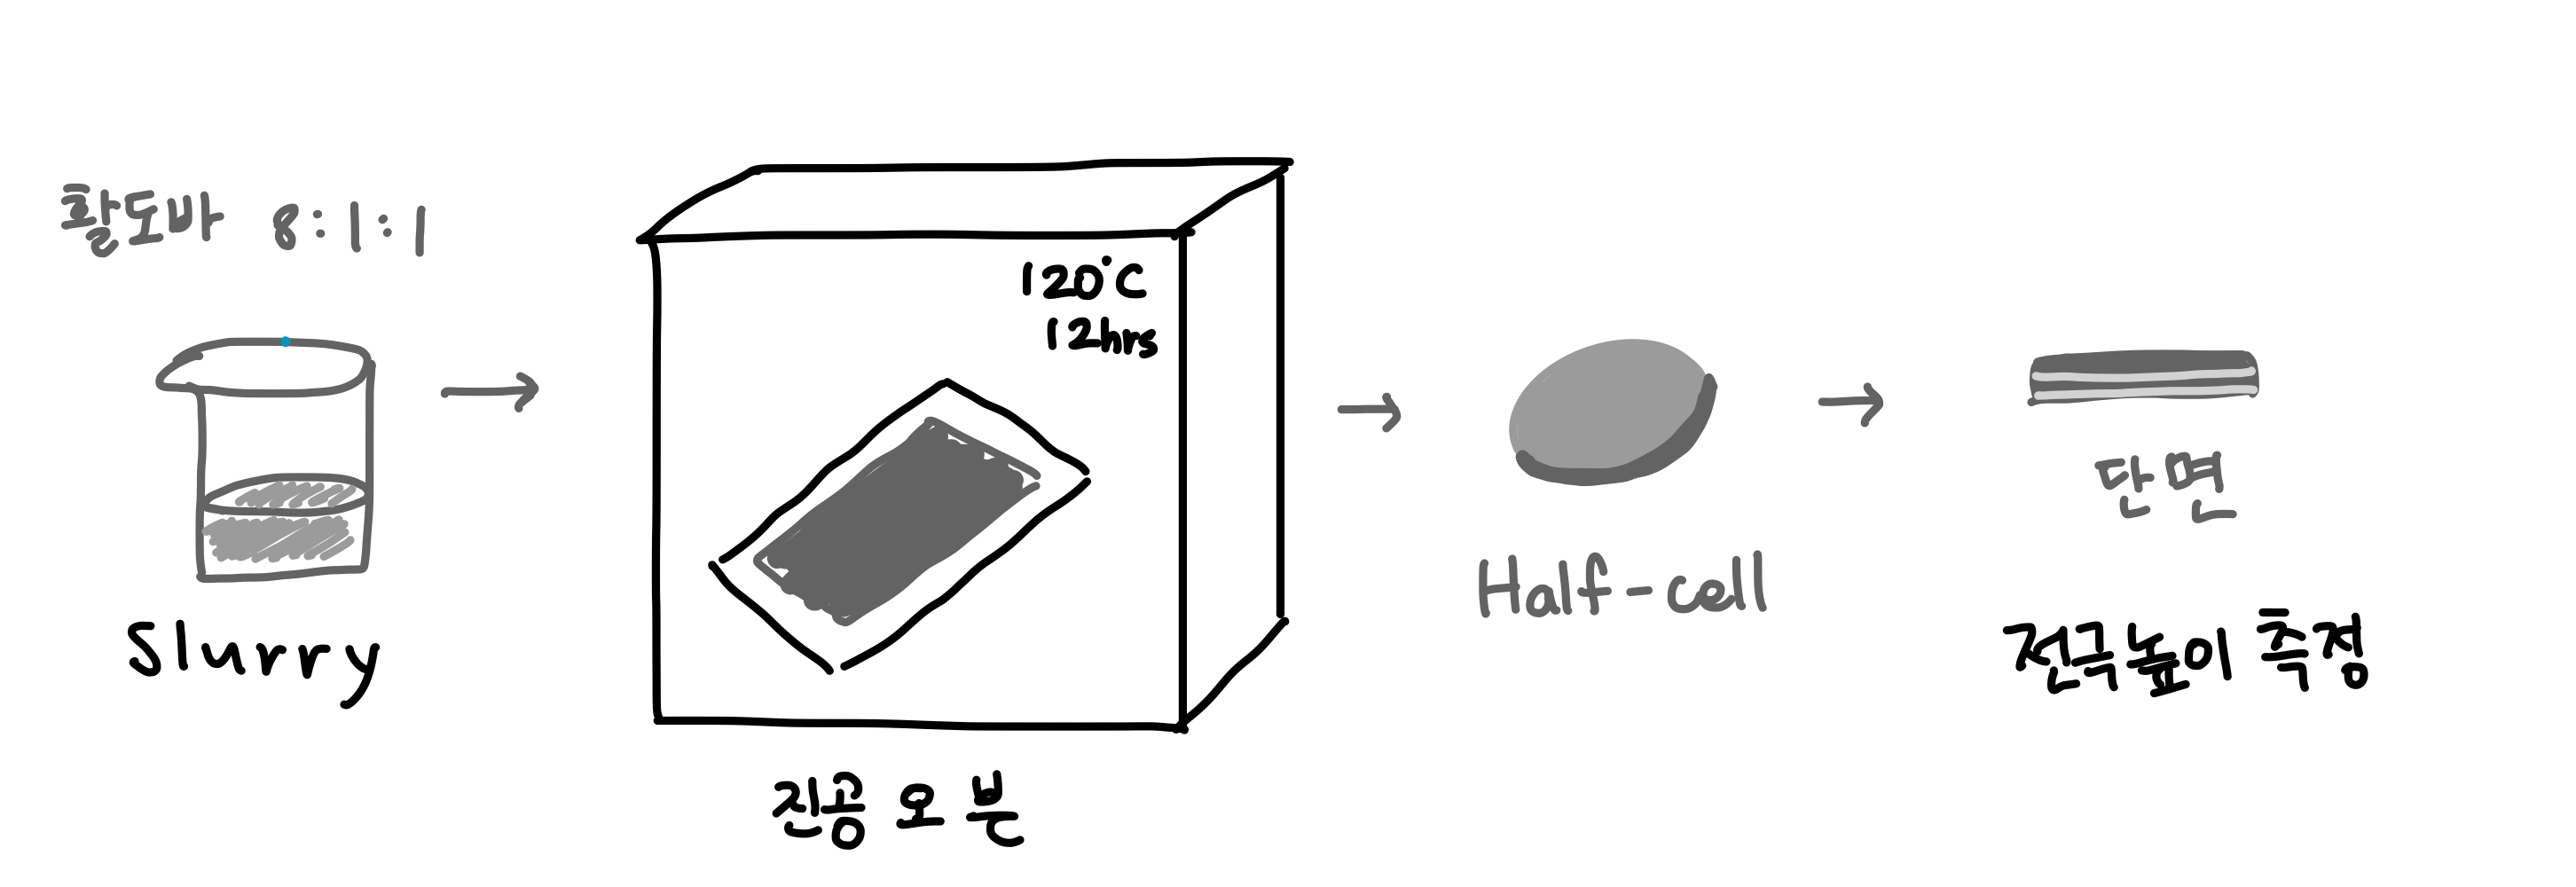 활도바 8:1:1
Slurry
120°C
12hrs
진공 오븐
Half-cell
단면
전극높이 측정